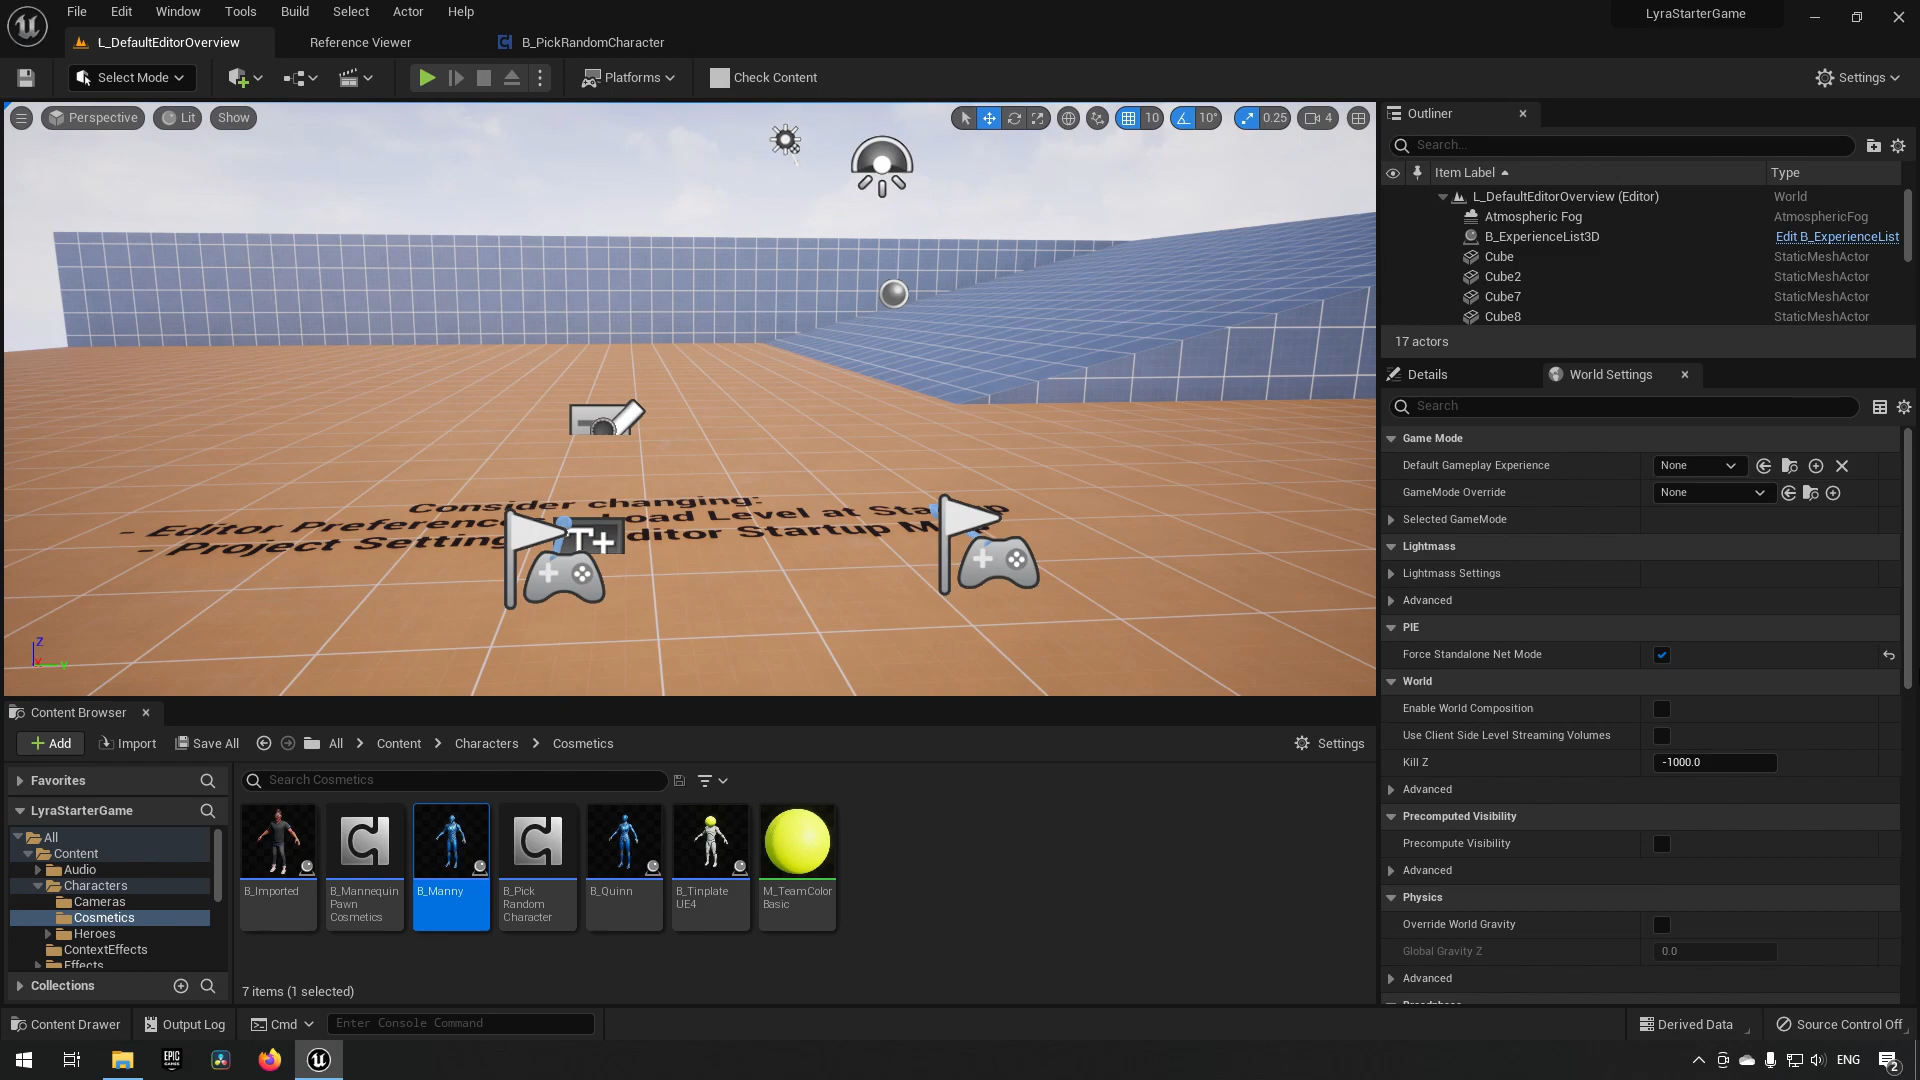 File Edit Window Tools Build Select Actor Help
LyraStarterGame
L_DefaultEditorOverview Reference Viewer B_PickRandomCharacter
Select Mode Platforms Check Content Settings
Perspective Lit Show 10 10° 0.25 4
Consider changing:
- Editor Preferenc oad Level at Sta p
- Project Setting ditor Startup M
T+
Z
Y
Outliner
Search...
Item Label Type
L_DefaultEditorOverview (Editor) World
Atmospheric Fog AtmosphericFog
B_ExperienceList3D Edit B_ExperienceList
Cube StaticMeshActor
Cube2 StaticMeshActor
Cube7 StaticMeshActor
Cube8 StaticMeshActor
17 actors
Details World Settings
Search
Game Mode
Default Gameplay Experience None
GameMode Override None
Selected GameMode
Lightmass
Lightmass Settings
Advanced
PIE
Force Standalone Net Mode
World
Enable World Composition
Use Client Side Level Streaming Volumes
Kill Z -1000.0
Advanced
Precomputed Visibility
Precompute Visibility
Advanced
Physics
Override World Gravity
Global Gravity Z 0.0
Advanced
Content Browser
Add Import Save All All Content Characters Cosmetics Settings
Favorites
LyraStarterGame
All
Content
Audio
Characters
Cameras
Cosmetics
Heroes
ContextEffects
Effects
Collections
Search Cosmetics
B_Imported
B_Mannequin
Pawn
Cosmetics
B_Manny
B_Pick
Random
Character
B_Quinn
B_Tinplate
UE4
M_TeamColor
Basic
7 items (1 selected)
Content Drawer Output Log Cmd Enter Console Command Derived Data Source Control Off
EPIC
GAMES
ENG
2